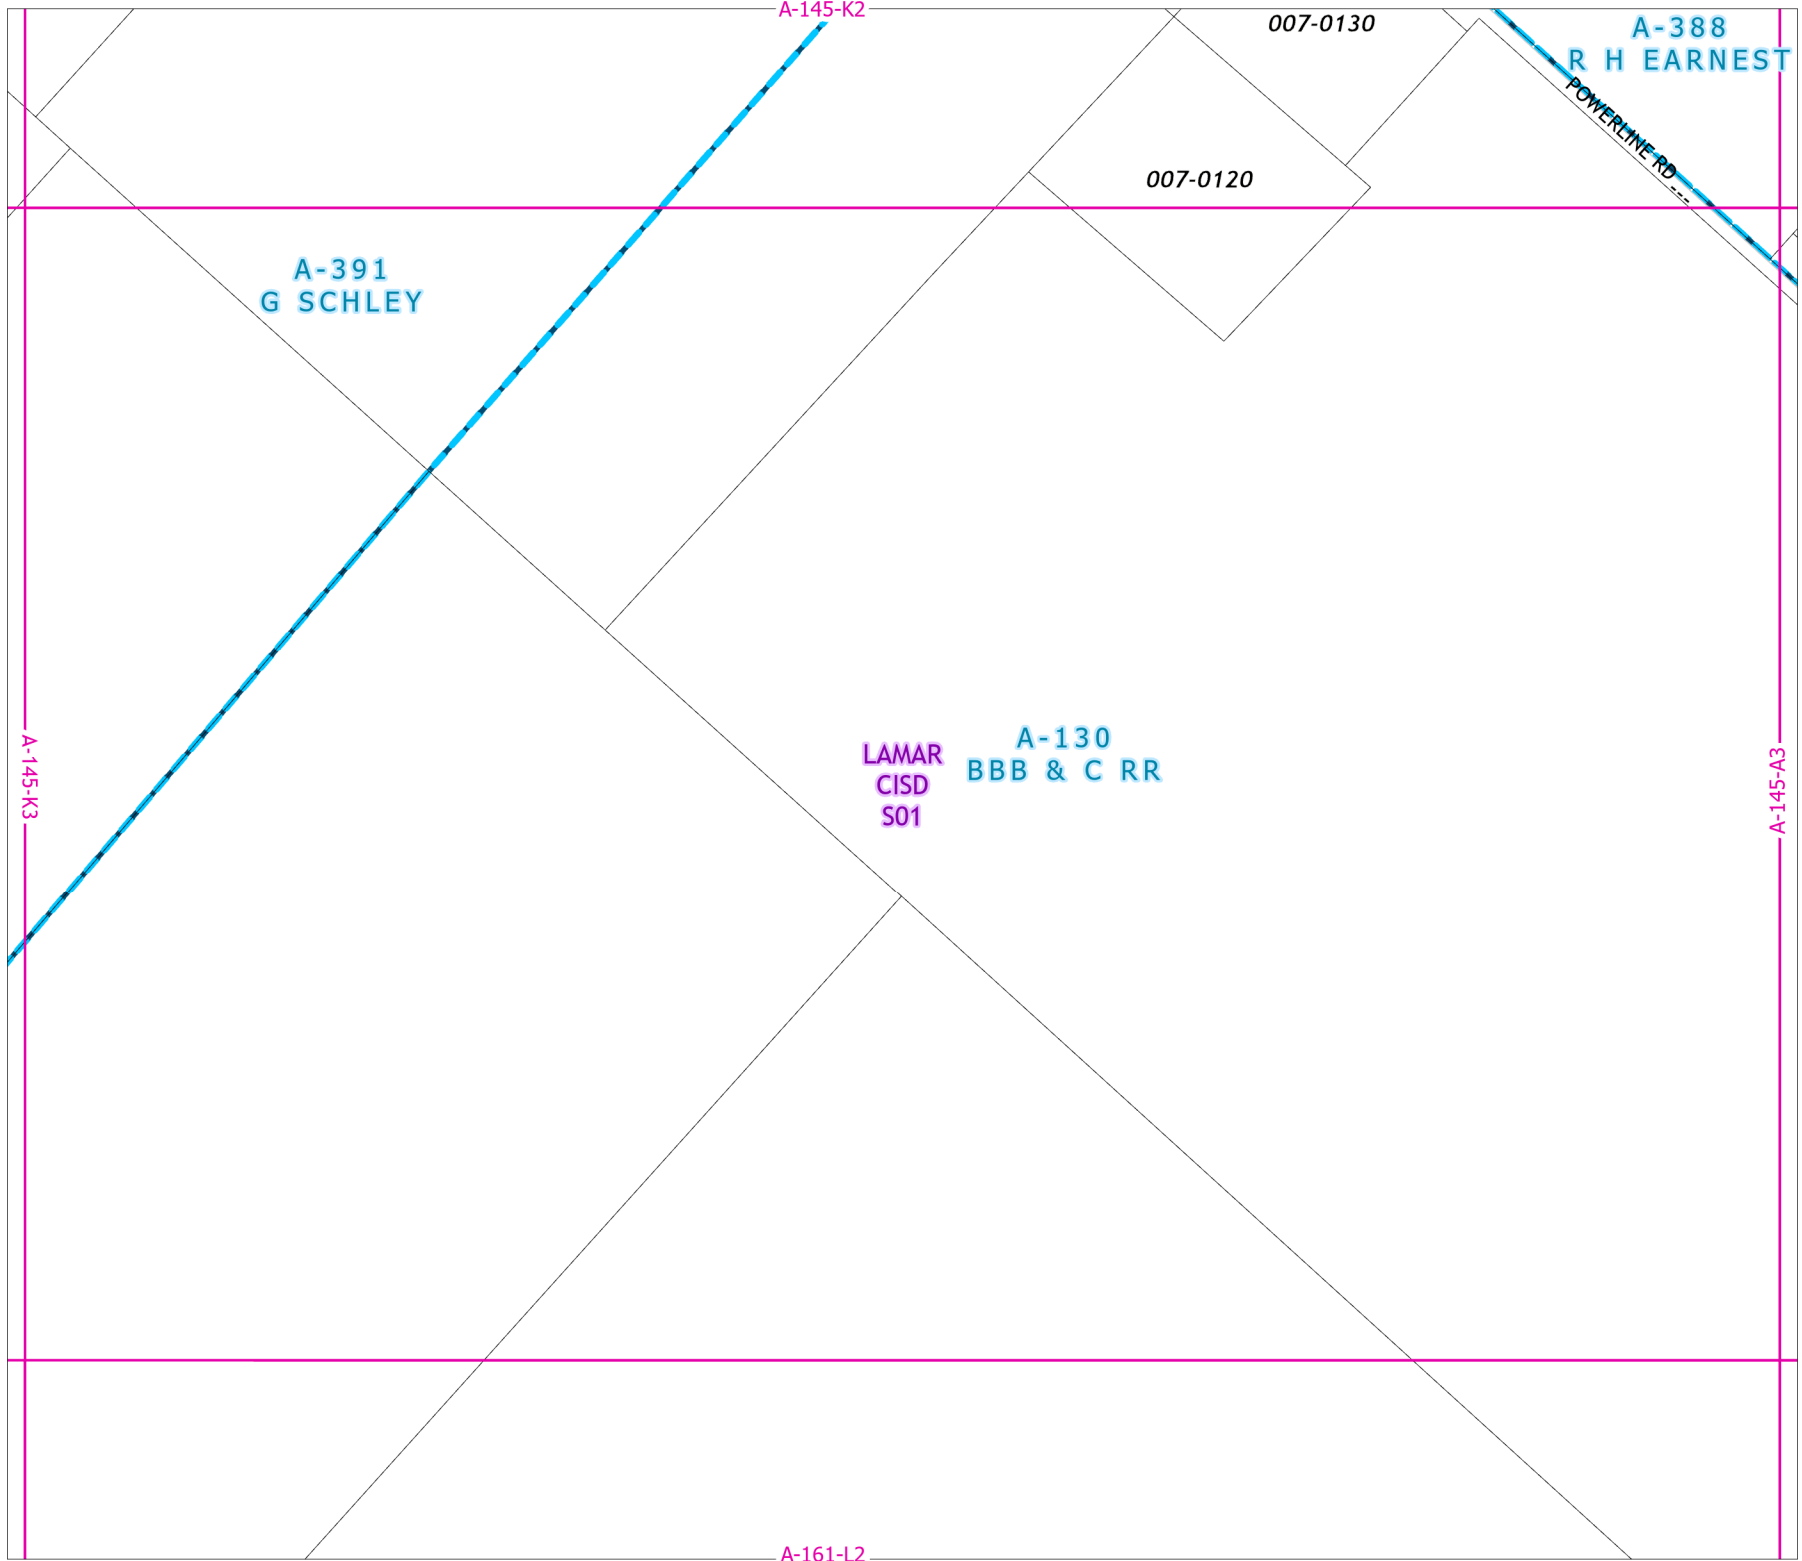 A-145-K2
007-0130
A-388
R H EARNEST
POWERLINE RD
007-0120
A-391
G SCHLEY
A-145-K3
LAMAR
CISD
S01
A-130
BBB & C RR
A-145-A3
A-161-L2